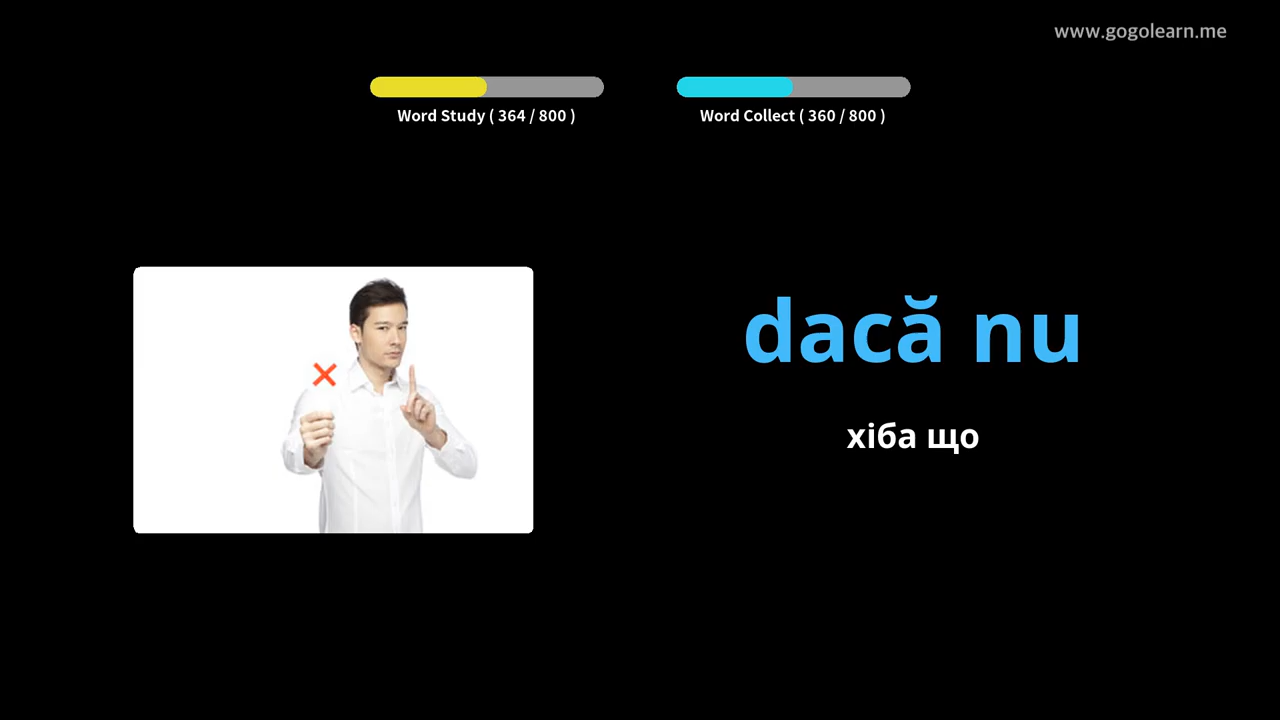 www.gogolearn.me
Word Study ( 364 / 800 )
Word Collect ( 360 / 800 )
dacă nu
хіба що